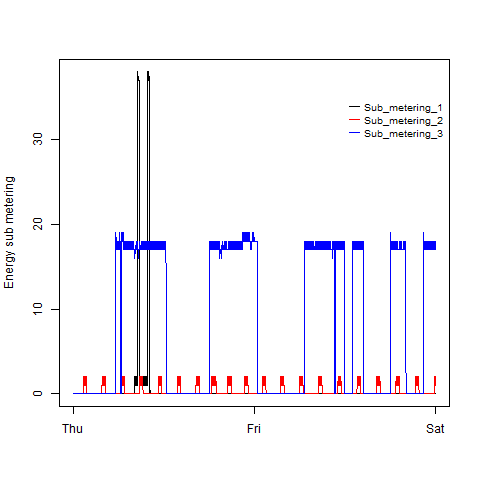 Energy sub metering
30
20
10
0
Sub_metering_1
Sub_metering_2
Sub_metering_3
Thu Fri Sat